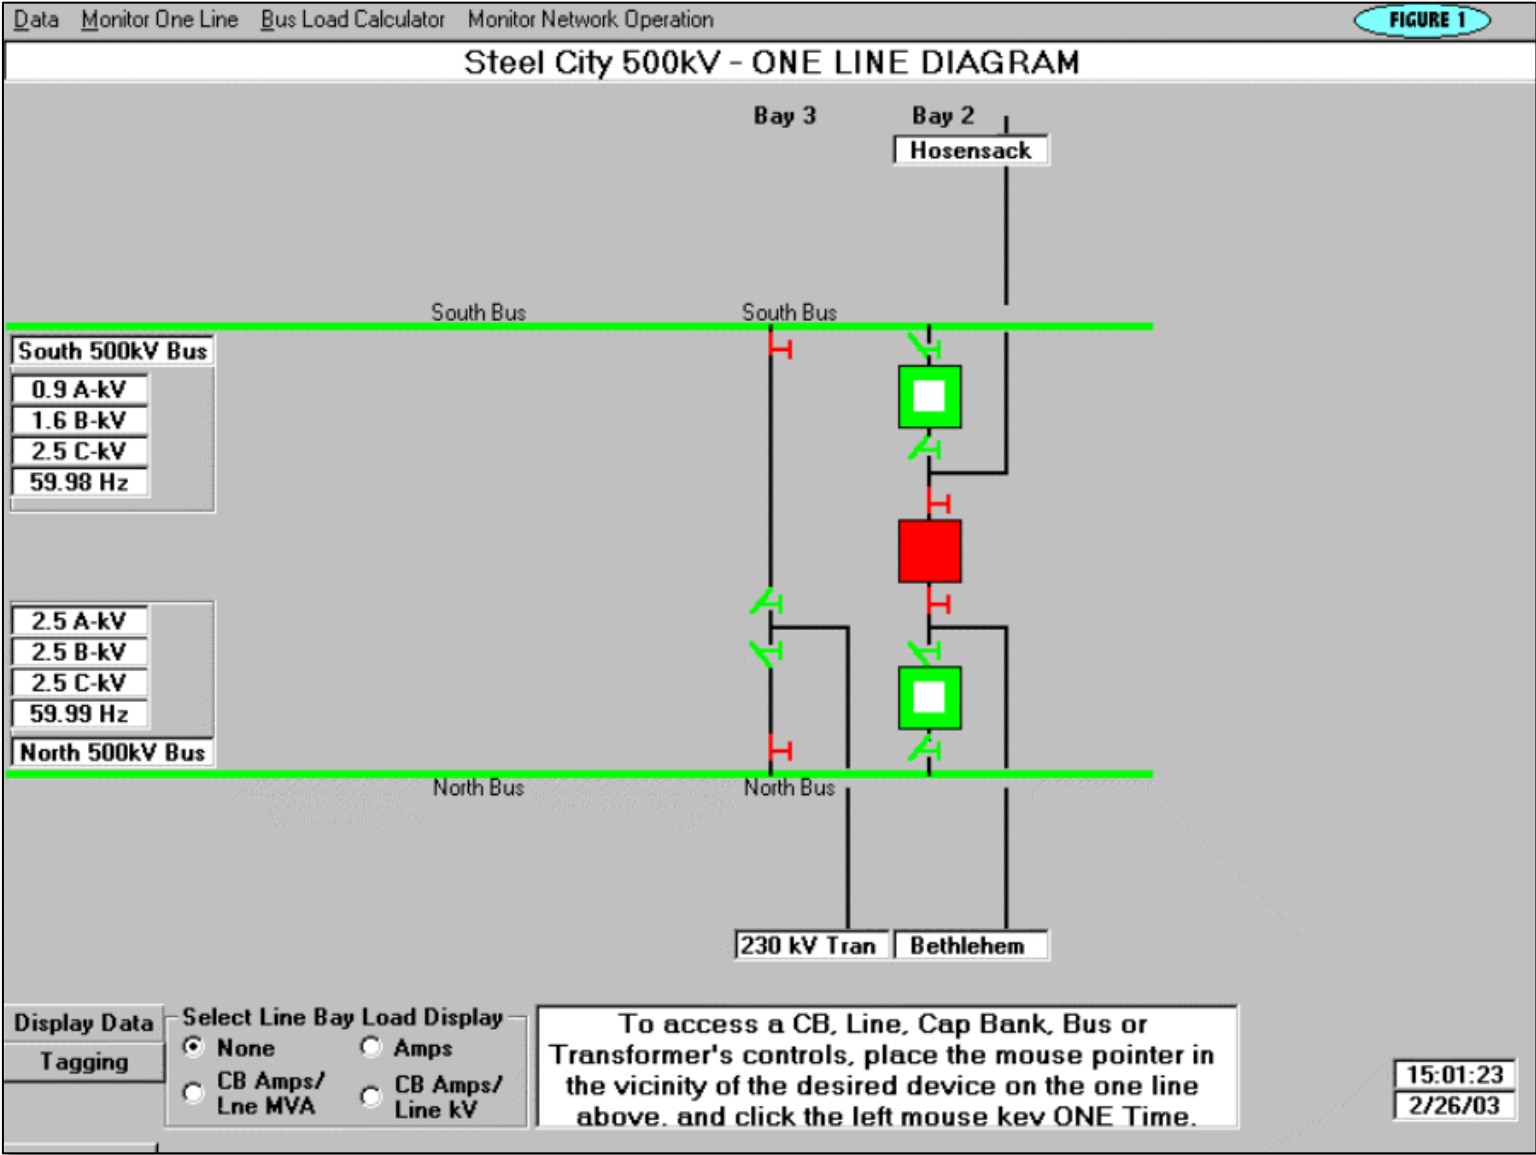 Data Monitor One Line Bus Load Calculator Monitor Network Operation
FIGURE 1
Steel City 500kV - ONE LINE DIAGRAM
Bay 3 Bay 2
Hosensack
South Bus South Bus
South 500kV Bus
0.9 A-kV
1.6 B-kV
2.5 C-kV
59.98 Hz
2.5 A-kV
2.5 B-kV
2.5 C-kV
59.99 Hz
North 500kV Bus
North Bus North Bus
230 kV Tran Bethlehem
Display Data
Tagging
Select Line Bay Load Display
None Amps
CB Amps/
Lne MVA
CB Amps/
Line kV
To access a CB, Line, Cap Bank, Bus or
Transformer's controls, place the mouse pointer in
the vicinity of the desired device on the one line
above. and click the left mouse key ONE Time.
15:01:23
2/26/03